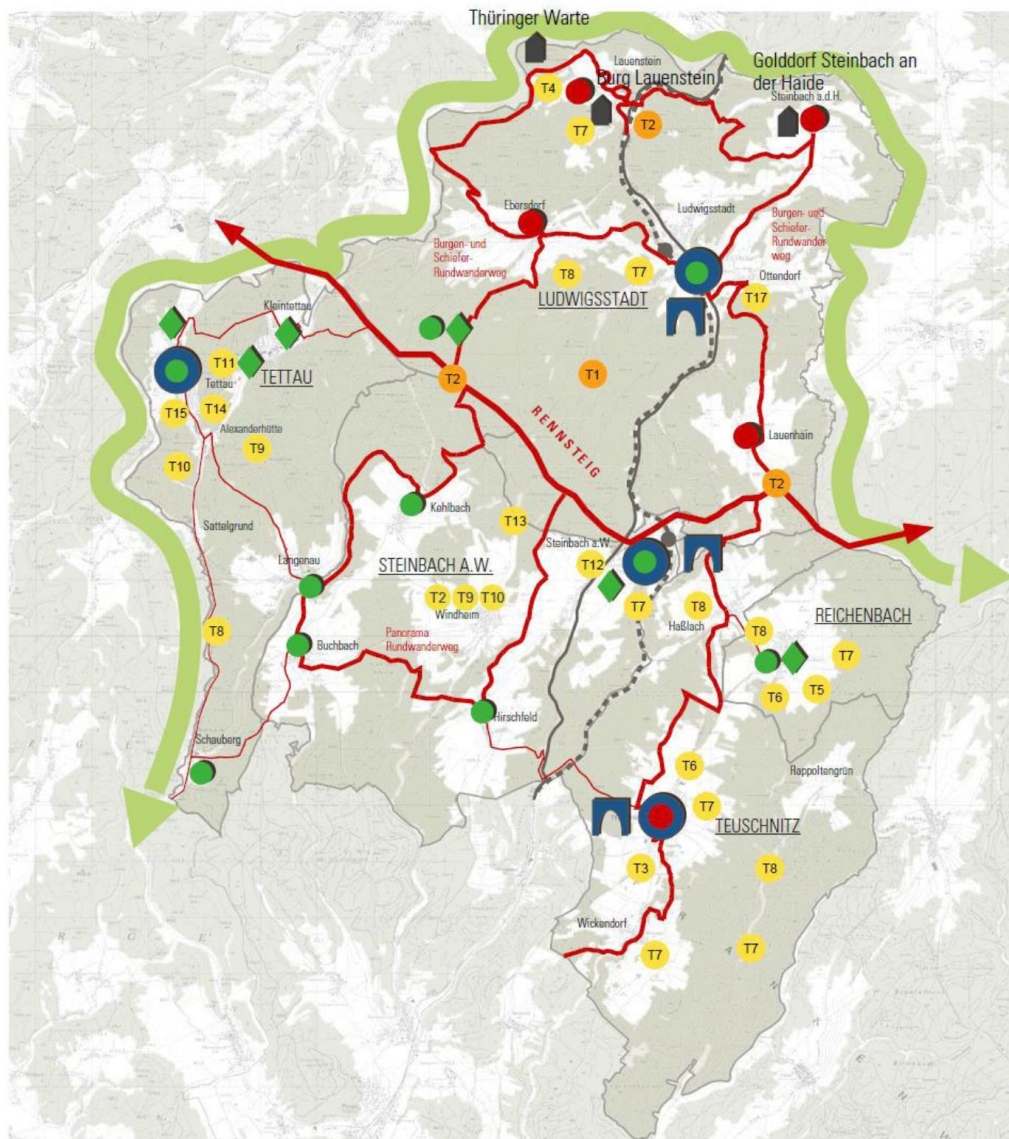 Thüringer Warte
Golddorf Steinbach an
der Haide
Lauenstein
Burg Lauenstein
Steinbach a.d.H.
T4
T7
T2
Ebersdorf
Ludwigsstadt
Burgen- und
Schiefer-
Rundwanderweg
Burgen- und
Schiefer-
Rundwander
weg
T8
T7
LUDWIGSSTADT
Ottendorf
T17
Kleintettau
T11
Tettau
TETTAU
T15
T14
Alexanderhütte
T9
T10
T2
T1
RENNSTEIG
Lauenhain
T2
Sattelgrund
Kehlbach
T13
Langenau
STEINBACH A.W.
Steinbach a.W.
T12
T2
T9
T10
Windheim
T7
T8
Haßlach
REICHENBACH
T8
T7
T6
T5
T8
Buchbach
Panorama
Rundwanderweg
Hirschfeld
Schauberg
Rappoltengrün
T6
T7
TEUSCHNITZ
T3
T8
Wickendorf
T7
T7